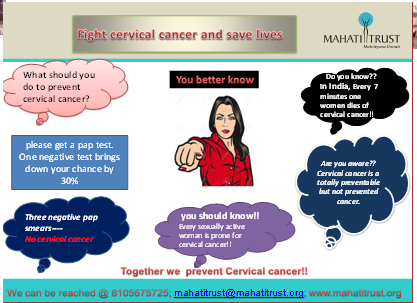 Fight cervical cancer and save lives
MAHATI TRUST
What should you
do to prevent
cervical cancer?
You better know
Do you know??
In India, Every 7
minutes one
women dies of
cervical cancer!!
please get a pap test.
One negative test brings
down your chance by
30%
Are you aware??
Cervical cancer is a
totally preventable
but not prevented
cancer.
Three negative pap
smears----
No cervical cancer
you should know!!
Every sexually active
woman is prone for
cervical cancer!!
Together we prevent Cervical cancer!!
We can be reached @ 8105675725; mahatitrust@mahatitrust.org; www.mahatitrust.org